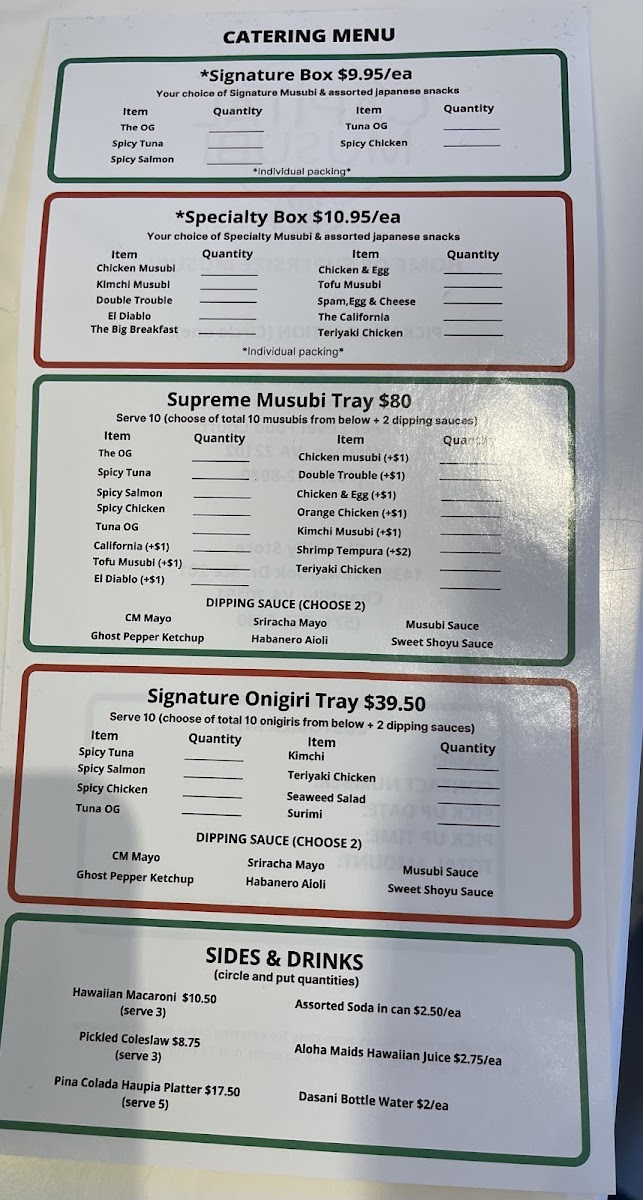 CATERING MENU
*Signature Box $9.95/ea
Your choice of Signature Musubi & assorted japanese snacks
Item Quantity Item Quantity
The OG Tuna OG
Spicy Tuna Spicy Chicken
Spicy Salmon
*Individual packing*
*Specialty Box $10.95/ea
Your choice of Specialty Musubi & assorted japanese snacks
Item Quantity Item Quantity
Chicken Musubi Chicken & Egg
Kimchi Musubi Tofu Musubi
Double Trouble Spam,Egg & Cheese
El Diablo The California
The Big Breakfast Teriyaki Chicken
*Individual packing*
Supreme Musubi Tray $80
Serve 10 (choose of total 10 musubis from below + 2 dipping sauces)
Item Quantity Item Quantity
The OG Chicken musubi (+$1)
Spicy Tuna Double Trouble (+$1)
Spicy Salmon Chicken & Egg (+$1)
Spicy Chicken Orange Chicken (+$1)
Tuna OG Kimchi Musubi (+$1)
California (+$1) Shrimp Tempura (+$2)
Tofu Musubi (+$1) Teriyaki Chicken
El Diablo (+$1)
DIPPING SAUCE (CHOOSE 2)
CM Mayo Sriracha Mayo Musubi Sauce
Ghost Pepper Ketchup Habanero Aioli Sweet Shoyu Sauce
Signature Onigiri Tray $39.50
Serve 10 (choose of total 10 onigiris from below + 2 dipping sauces)
Item Quantity Item Quantity
Spicy Tuna Kimchi
Spicy Salmon Teriyaki Chicken
Spicy Chicken Seaweed Salad
Tuna OG Surimi
DIPPING SAUCE (CHOOSE 2)
CM Mayo Sriracha Mayo Musubi Sauce
Ghost Pepper Ketchup Habanero Aioli Sweet Shoyu Sauce
SIDES & DRINKS
(circle and put quantities)
Hawaiian Macaroni $10.50 Assorted Soda in can $2.50/ea
(serve 3)
Pickled Coleslaw $8.75 Aloha Maids Hawaiian Juice $2.75/ea
(serve 3)
Pina Colada Haupia Platter $17.50 Dasani Bottle Water $2/ea
(serve 5)